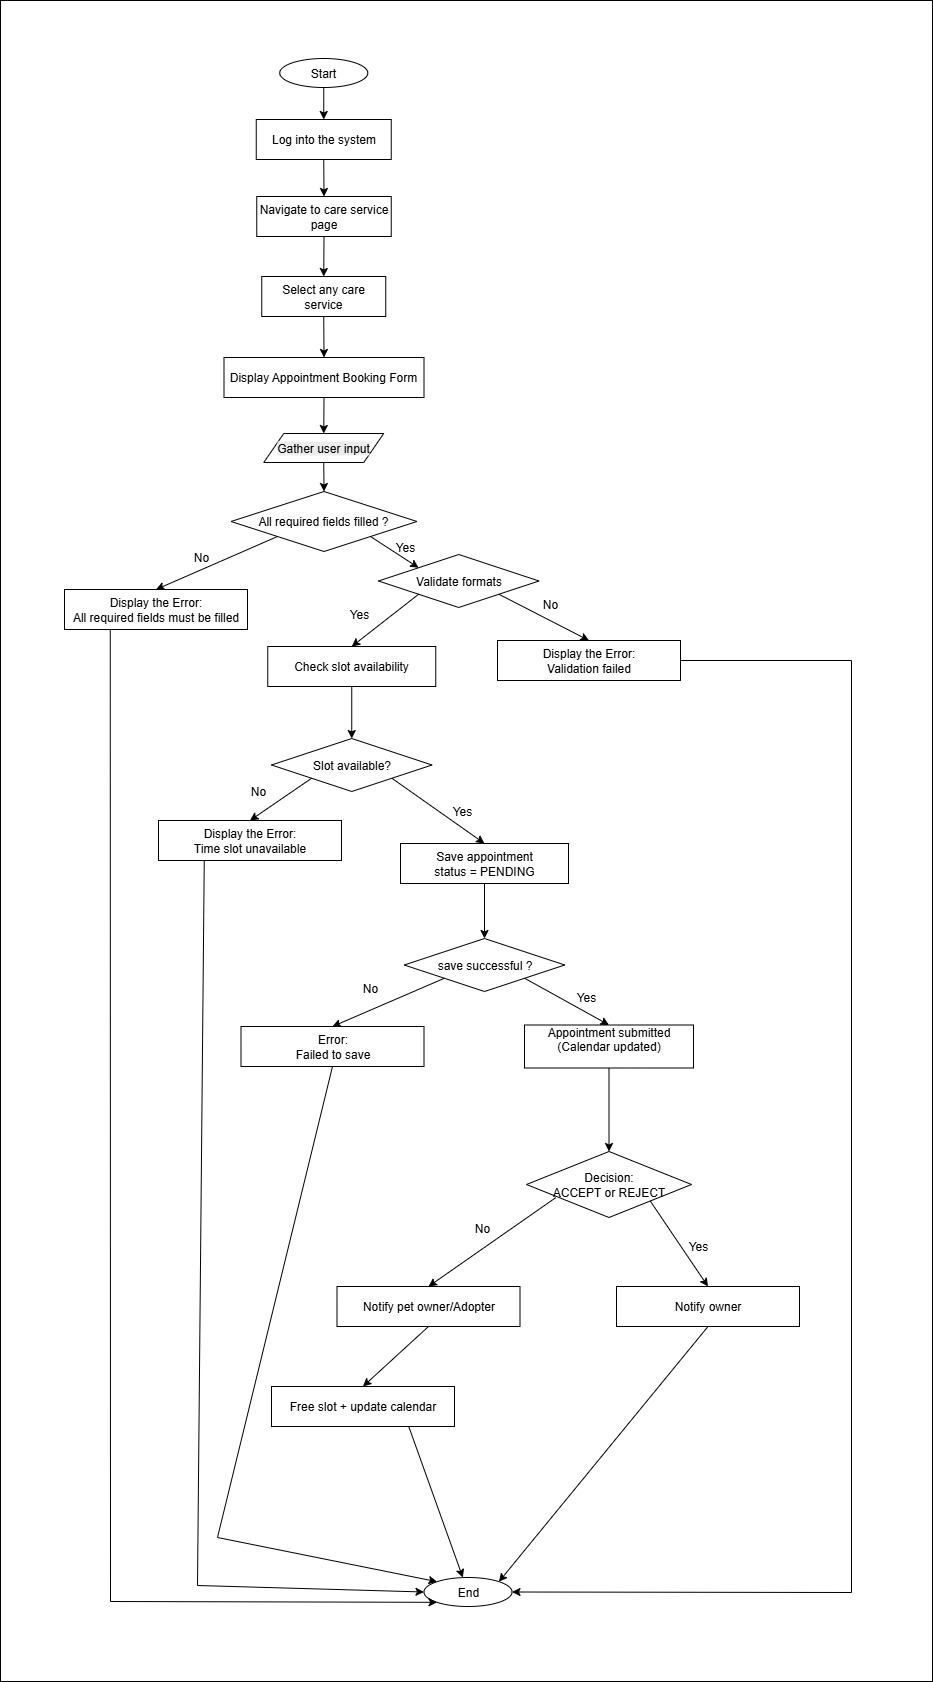 Start
Log into the system
Navigate to care service
page
Select any care
service
Display Appointment Booking Form
Gather user input
All required fields filled ?
No
Yes
Display the Error:
All required fields must be filled
Validate formats
Yes
No
Check slot availability
Display the Error:
Validation failed
Slot available?
No
Yes
Display the Error:
Time slot unavailable
Save appointment
status = PENDING
save successful ?
No
Yes
Error:
Failed to save
Appointment submitted
(Calendar updated)
Decision:
ACCEPT or REJECT
No
Yes
Notify pet owner/Adopter
Notify owner
Free slot + update calendar
End